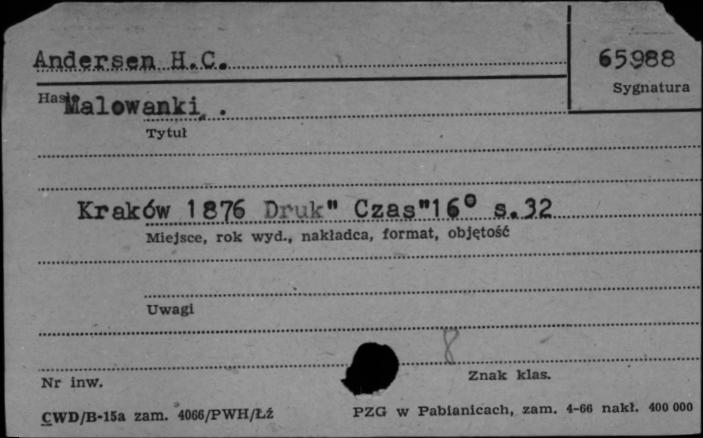 Andersen H.C.
65988
Sygnatura
Hasło
Malowanki, .
Tytuł
Kraków 1876 Druk" Czas"16° s.32
Miejsce, rok wyd., nakładca, format, objętość
Uwagi
8
Nr inw.
Znak klas.
CWD/B-15a zam. 4066/PWH/Łź
PZG w Pabianicach, zam. 4-66 nakł. 400 000